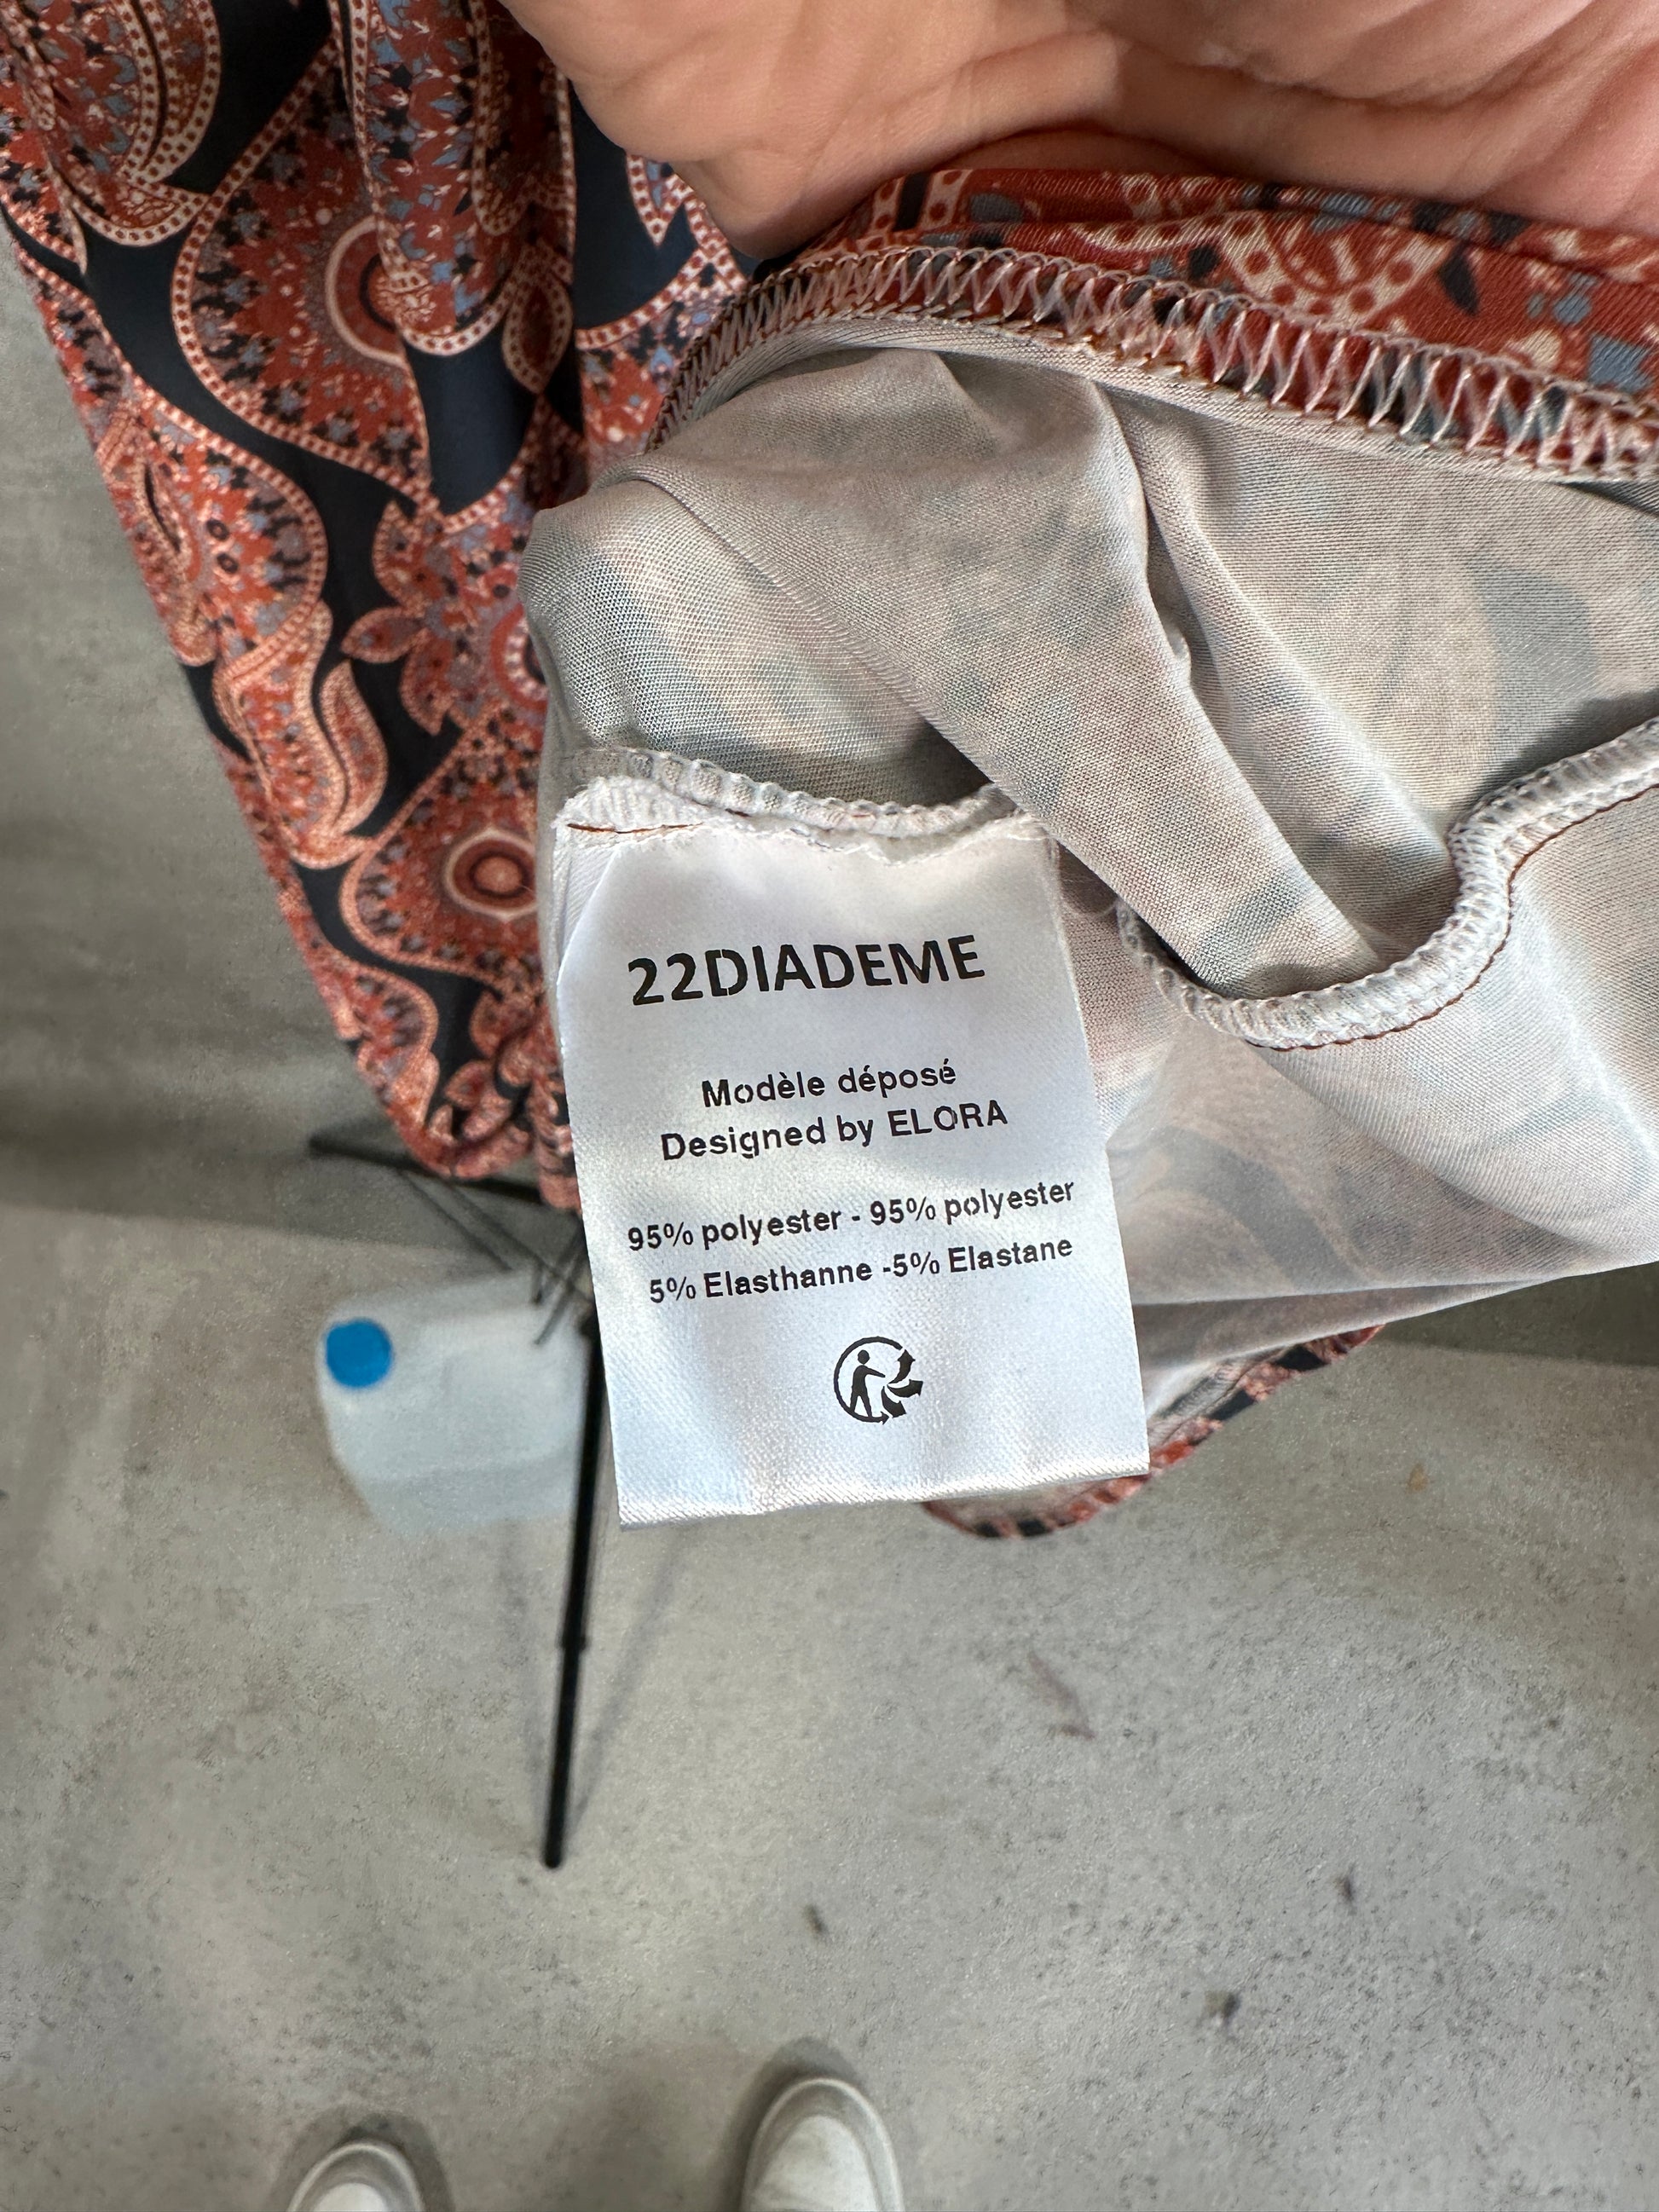 22DIADEME
Modèle déposé
Designed by ELORA
95% polyester - 95% polyester
5% Elasthanne -5% Elastane